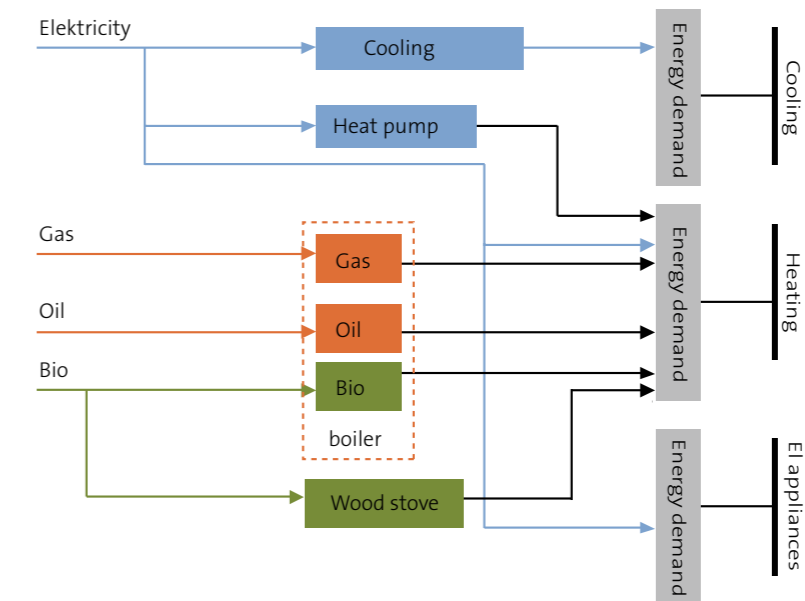 Elektricity
Cooling
Energy demand
Cooling
Heat pump
Gas
Gas
Energy demand
Heating
Oil
Oil
Bio
Bio
boiler
Wood stove
Energy demand
El appliances